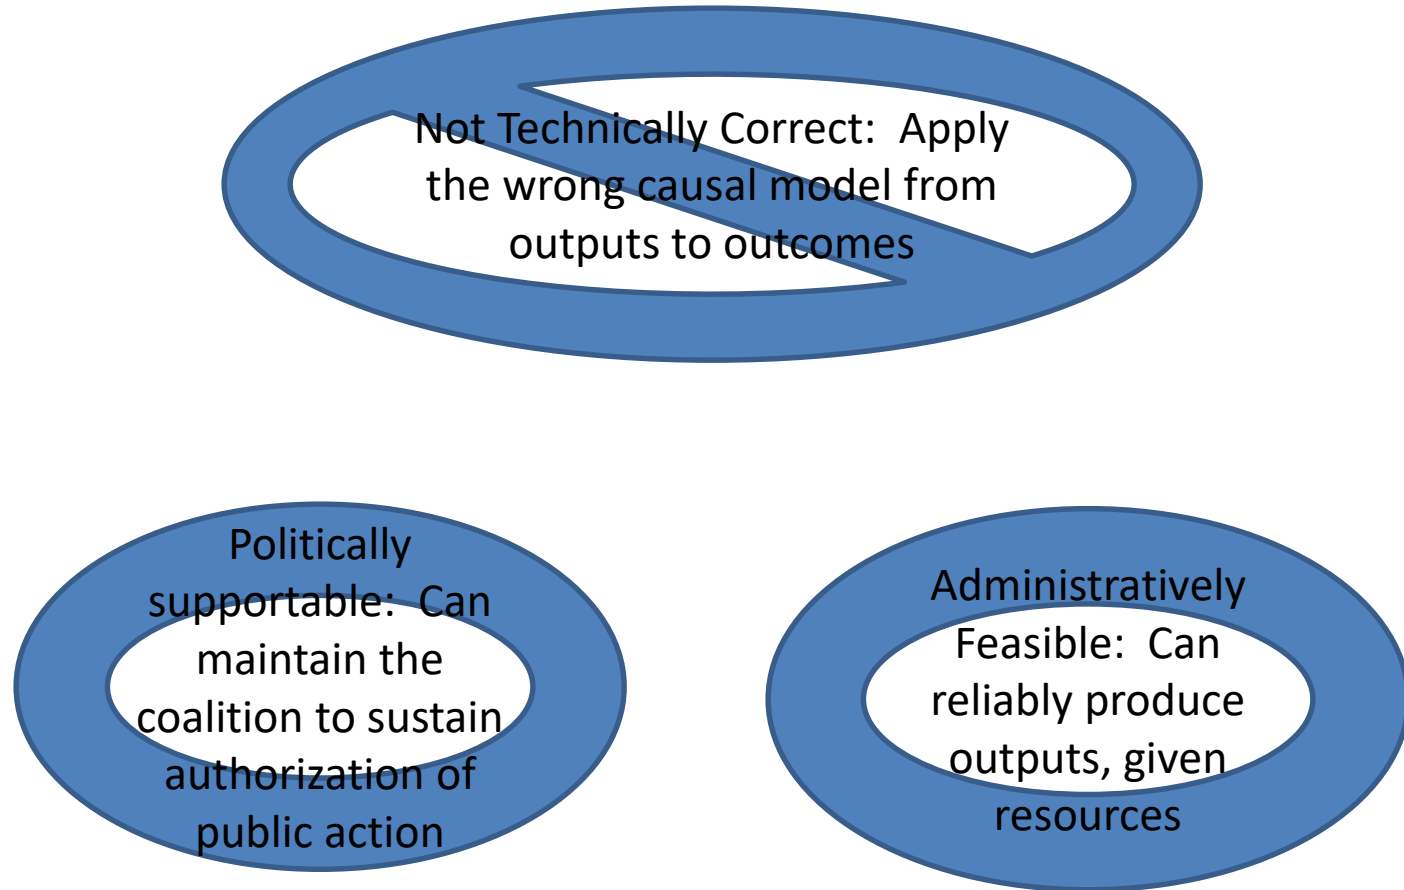 Not Technically Correct:  Apply
the wrong causal model from
outputs to outcomes
Politically
supportable:  Can
maintain the
coalition to sustain
authorization of
public action
Administratively
Feasible:  Can
reliably produce
outputs, given
resources